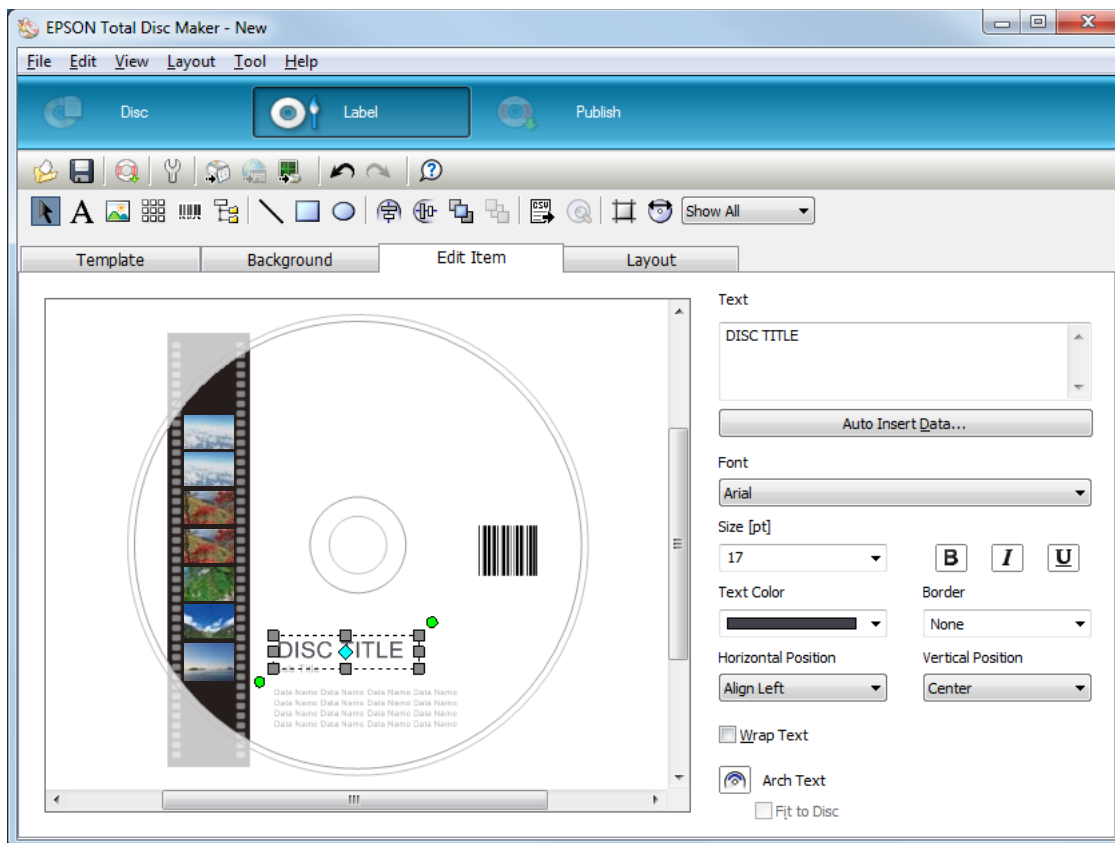 EPSON Total Disc Maker - New
File Edit View Layout Tool Help
Disc Label Publish
A CSV Show All
Template Background Edit Item Layout
Text
DISC TITLE
Auto Insert Data...
Font
Arial
Size [pt]
17 B I U
Text Color Border
None
Horizontal Position Vertical Position
Align Left Center
Wrap Text
Arch Text
Fit to Disc
DISC TITLE
Title
Data Name Data Name Data Name Data Name
Data Name Data Name Data Name Data Name
Data Name Data Name Data Name Data Name
Data Name Data Name Data Name Data Name